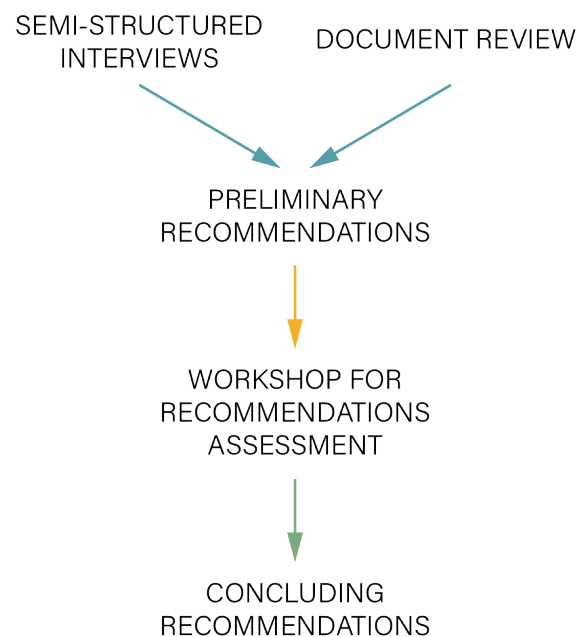 SEMI-STRUCTURED
INTERVIEWS
DOCUMENT REVIEW
PRELIMINARY
RECOMMENDATIONS
WORKSHOP FOR
RECOMMENDATIONS
ASSESSMENT
CONCLUDING
RECOMMENDATIONS